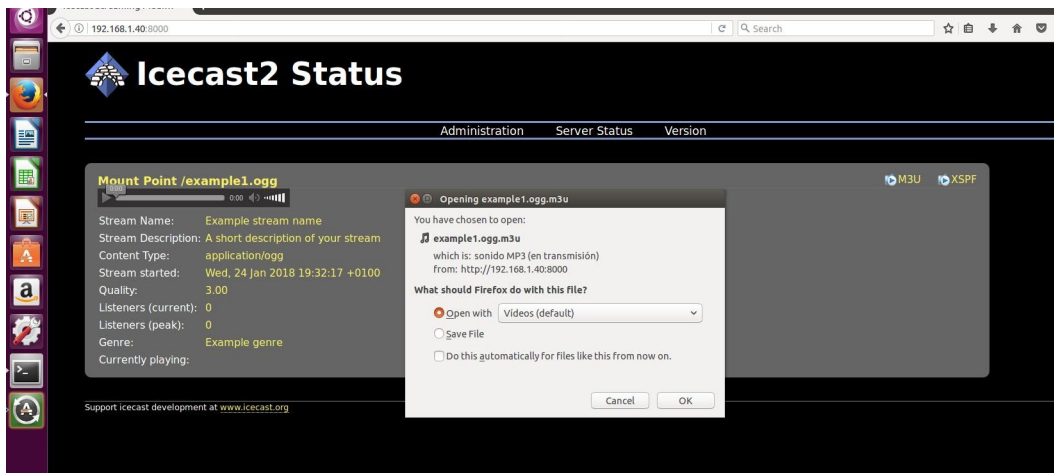 192.168.1.40:8000
Search
Icecast2 Status
Administration Server Status Version
Mount Point /example1.ogg
M3U XSPF
0:00
0:00
Stream Name: Example stream name
Stream Description: A short description of your stream
Content Type: application/ogg
Stream started: Wed, 24 Jan 2018 19:32:17 +0100
Quality: 3.00
Listeners (current): 0
Listeners (peak): 0
Genre: Example genre
Currently playing:
Opening example1.ogg.m3u
You have chosen to open:
example1.ogg.m3u
which is: sonido MP3 (en transmisión)
from: http://192.168.1.40:8000
What should Firefox do with this file?
Open with Vídeos (default)
Save File
Do this automatically for files like this from now on.
Cancel OK
Support icecast development at www.icecast.org